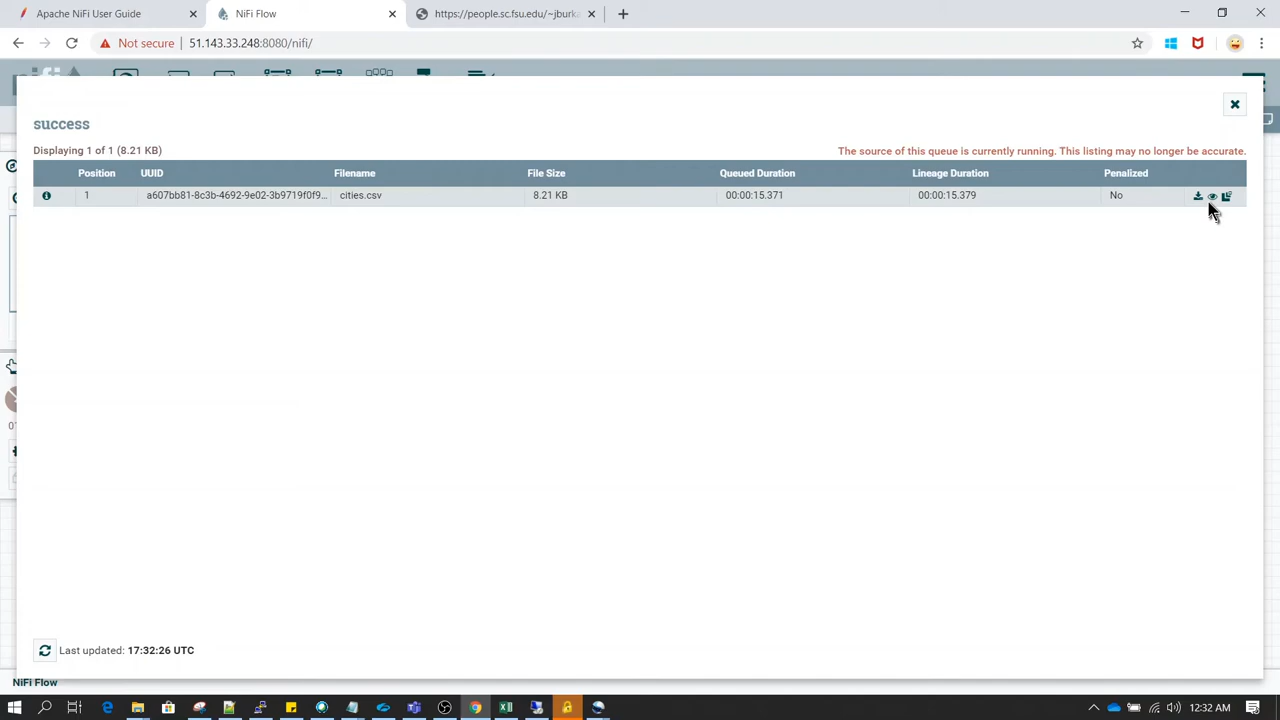 Apache NiFi User Guide
NiFi Flow
https://people.sc.fsu.edu/~jburka
Not secure
51.143.33.248:8080/nifi/
success
Displaying 1 of 1 (8.21 KB)
The source of this queue is currently running. This listing may no longer be accurate.
Position UUID Filename File Size Queued Duration Lineage Duration Penalized
1 a607bb81-8c3b-4692-9e02-3b9719f0f9... cities.csv 8.21 KB 00:00:15.371 00:00:15.379 No
Last updated: 17:32:26 UTC
NiFi Flow
12:32 AM